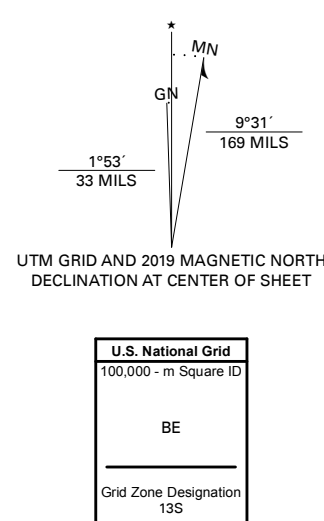 MN
GN
9°31´
169 MILS
1°53´
33 MILS
UTM GRID AND 2019 MAGNETIC NORTH
DECLINATION AT CENTER OF SHEET
U.S. National Grid
100,000 - m Square ID
BE
Grid Zone Designation
13S